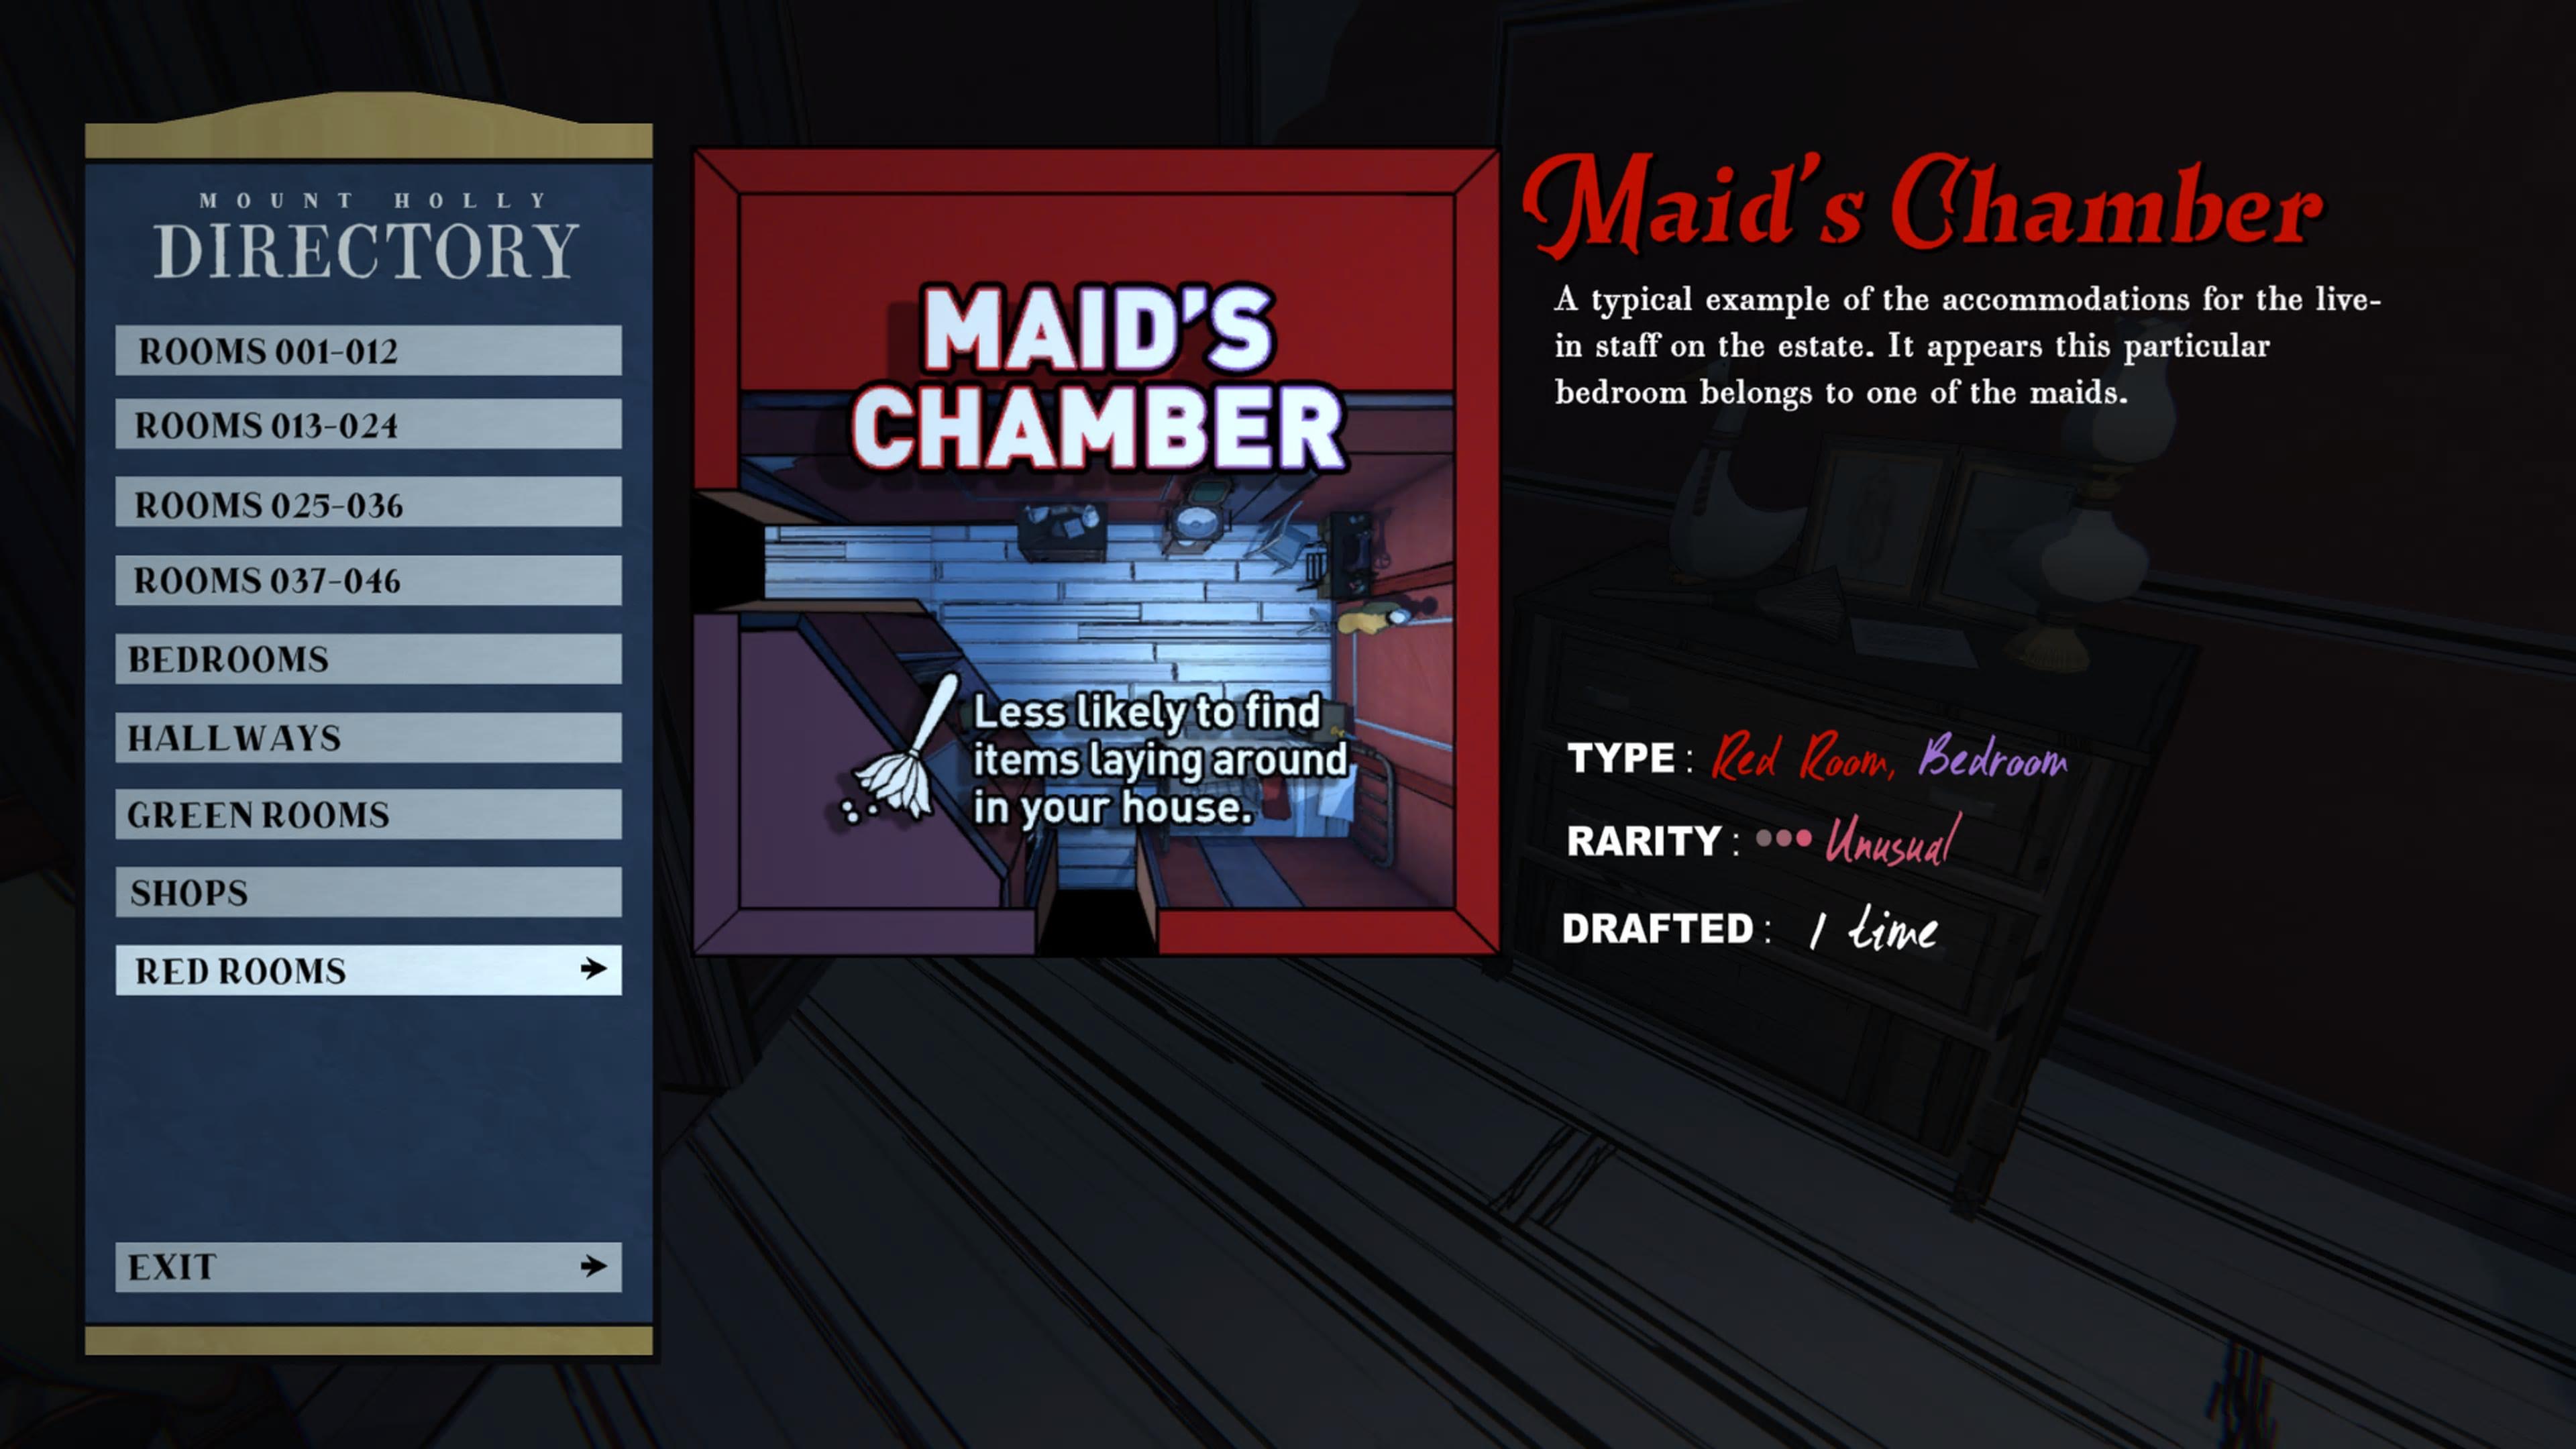 MOUNT HOLLY
DIRECTORY
ROOMS 001-012
ROOMS 013-024
ROOMS 025-036
ROOMS 037-046
BEDROOMS
HALLWAYS
GREEN ROOMS
SHOPS
RED ROOMS
EXIT
MAID'S
CHAMBER
Less likely to find
items laying around
in your house.
Maid's Chamber
A typical example of the accommodations for the live-
in staff on the estate. It appears this particular
bedroom belongs to one of the maids.
TYPE : Red Room, Bedroom
RARITY : Unusual
DRAFTED : 1 time